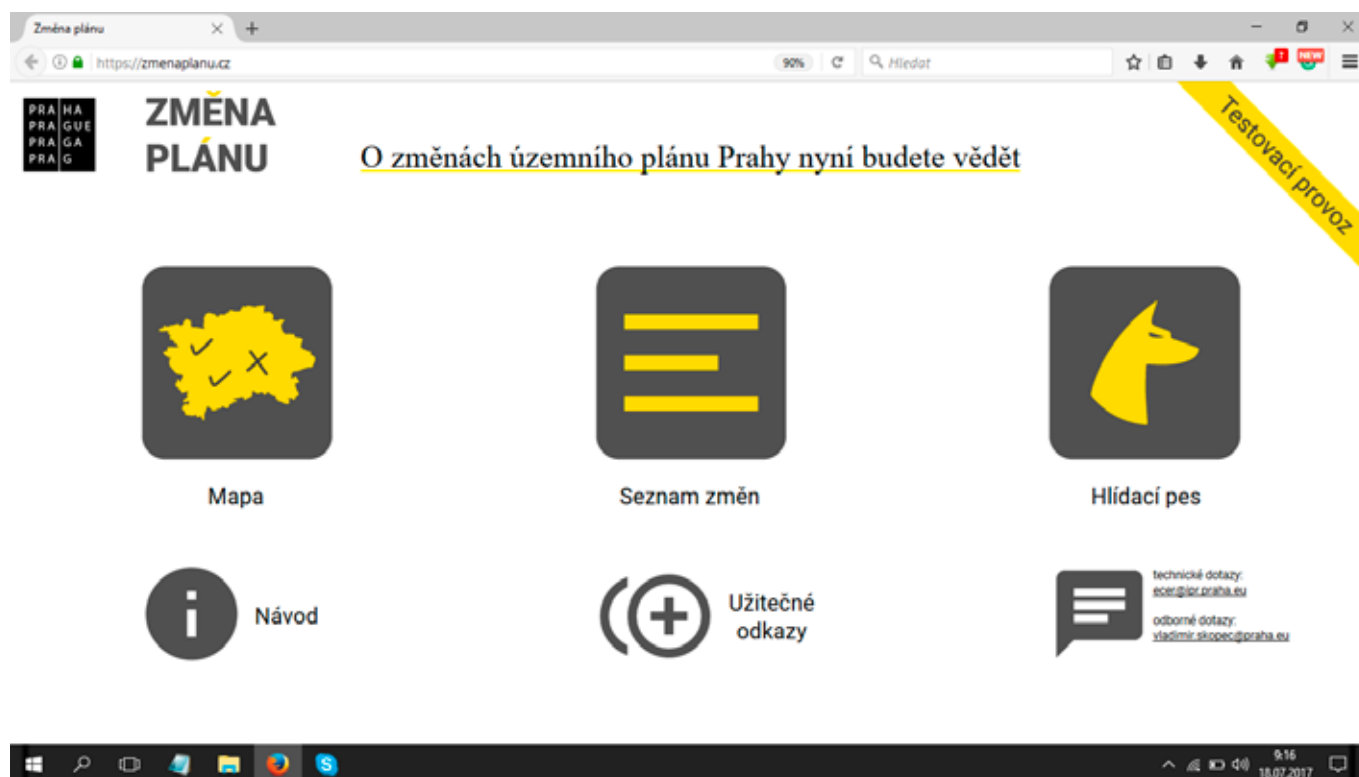 Změna plánu
https://zmenaplanu.cz
90%
Hledat
NEW
PRA HA
PRA GUE
PRA GA
PRA G
ZMĚNA
PLÁNU
O změnách územního plánu Prahy nyní budete vědět
Testovací provoz
Mapa
Seznam změn
Hlídací pes
Návod
Užitečné
odkazy
technické dotazy:
ecer@ipr.praha.eu
odborné dotazy:
vladimir.skopec@praha.eu
9:16
18.07.2017